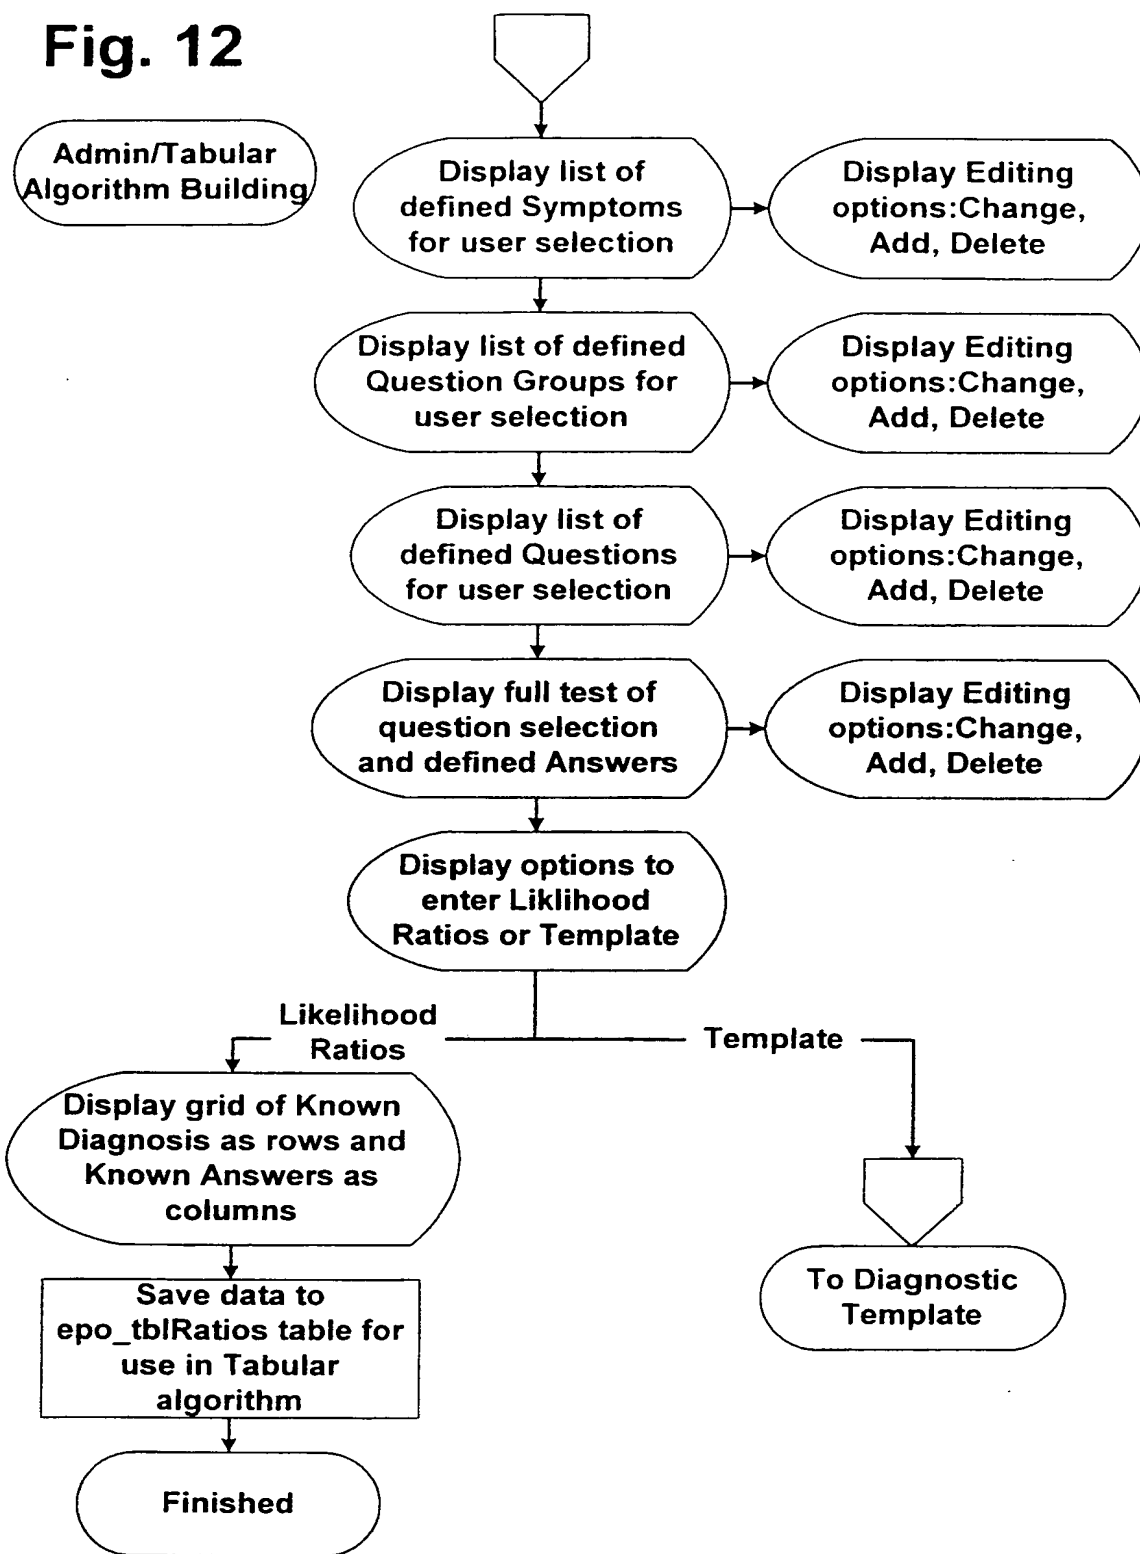 Fig. 12
Admin/Tabular
Algorithm Building
Display list of
defined Symptoms
for user selection
Display Editing
options:Change,
Add, Delete
Display list of defined
Question Groups for
user selection
Display Editing
options:Change,
Add, Delete
Display list of
defined Questions
for user selection
Display Editing
options:Change,
Add, Delete
Display full test of
question selection
and defined Answers
Display Editing
options:Change,
Add, Delete
Display options to
enter Liklihood
Ratios or Template
Likelihood
Ratios
Template
Display grid of Known
Diagnosis as rows and
Known Answers as
columns
Save data to
epo_tblRatios table for
use in Tabular
algorithm
Finished
To Diagnostic
Template